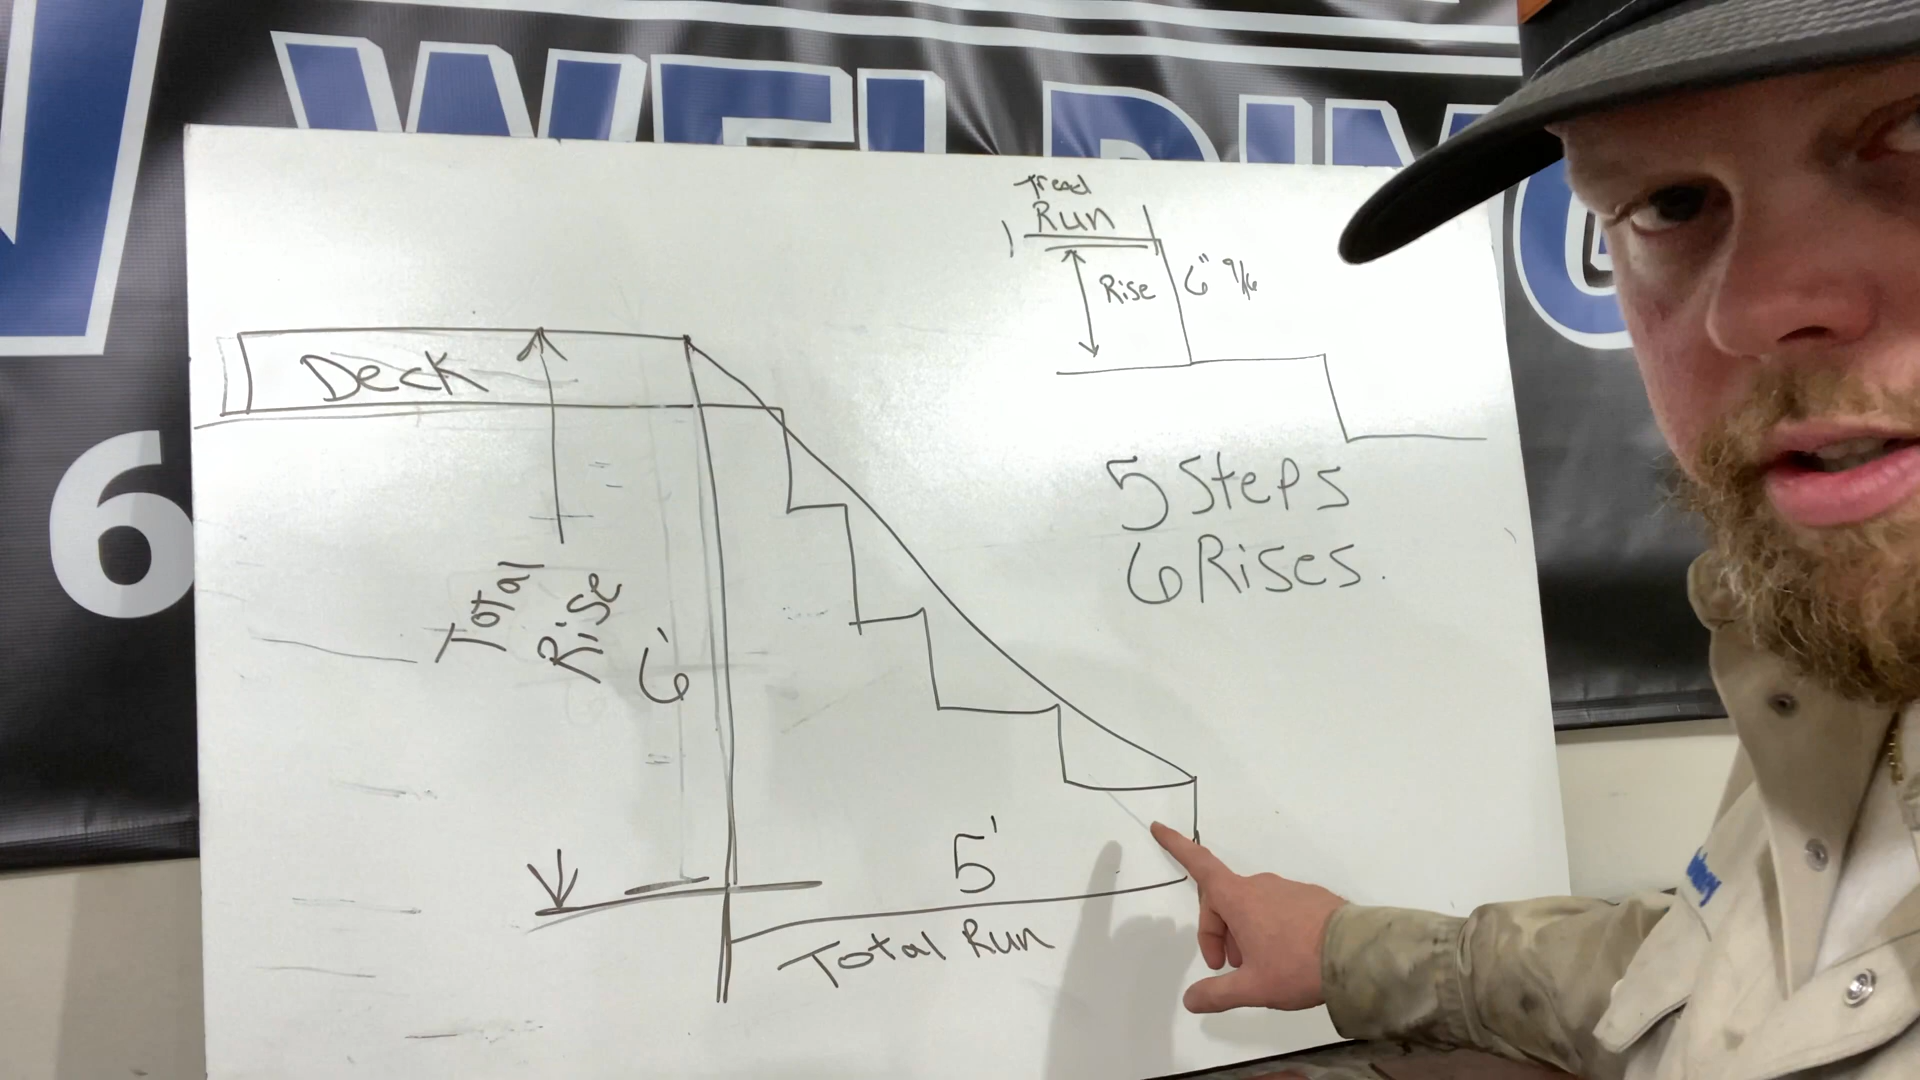 WELDING
6
Tread
Run
Rise
6" 9/16
Deck
5 Steps
6 Rises.
Total
Rise
6'
5'
Total Run